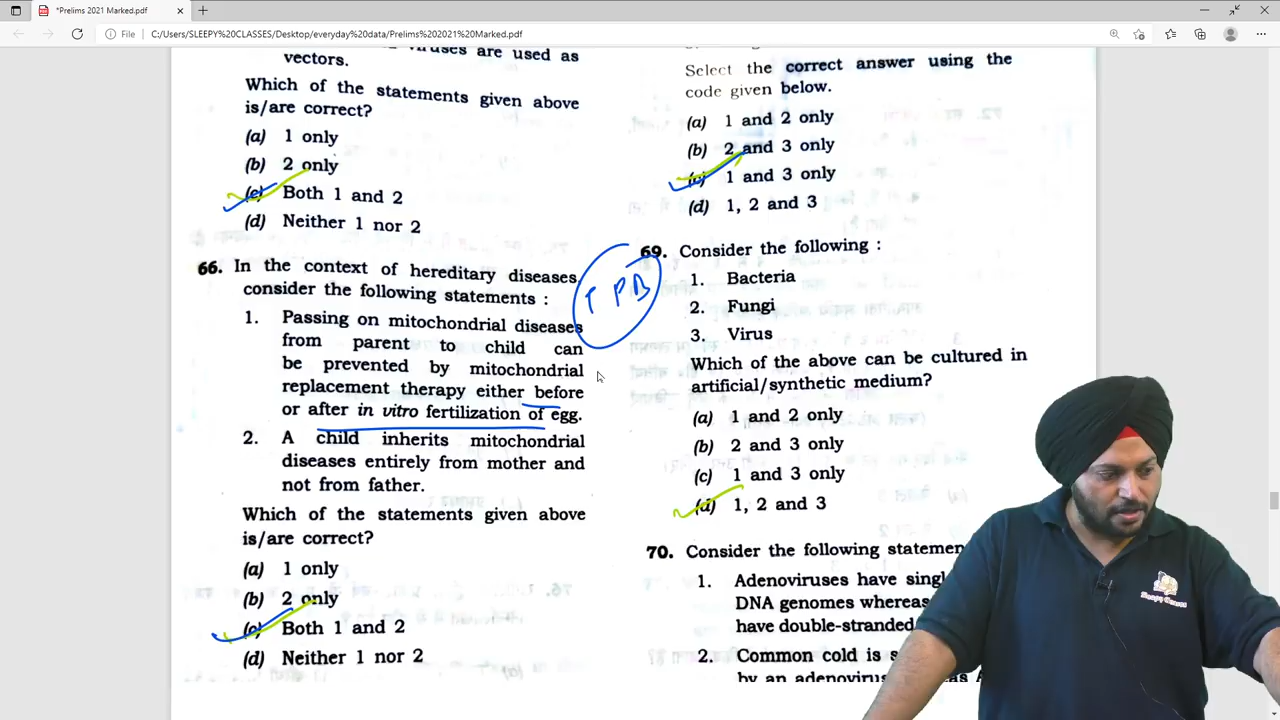 *Prelims 2021 Marked.pdf
File
C:/Users/SLEEPY%20CLASSES/Desktop/everyday%20data/Prelims%202021%20Marked.pdf
viruses are used as
vectors.
Which of the statements given above
is/are correct?
(a) 1 only
(b) 2 only
(c) Both 1 and 2
(d) Neither 1 nor 2
66. In the context of hereditary diseases,
consider the following statements :
1. Passing on mitochondrial diseases
from parent to child can
be prevented by mitochondrial
replacement therapy either before
or after in vitro fertilization of egg.
2. A child inherits mitochondrial
diseases entirely from mother and
not from father.
Which of the statements given above
is/are correct?
(a) 1 only
(b) 2 only
(c) Both 1 and 2
(d) Neither 1 nor 2
TPB
Select the correct answer using the
code given below.
(a) 1 and 2 only
(b) 2 and 3 only
(c) 1 and 3 only
(d) 1, 2 and 3
69. Consider the following :
1. Bacteria
2. Fungi
3. Virus
Which of the above can be cultured in
artificial/synthetic medium?
(a) 1 and 2 only
(b) 2 and 3 only
(c) 1 and 3 only
(d) 1, 2 and 3
70. Consider the following
1. Adenoviruses have
DNA genomes
have double-stranded
2. Common cold is
by an
Sleepy Classes